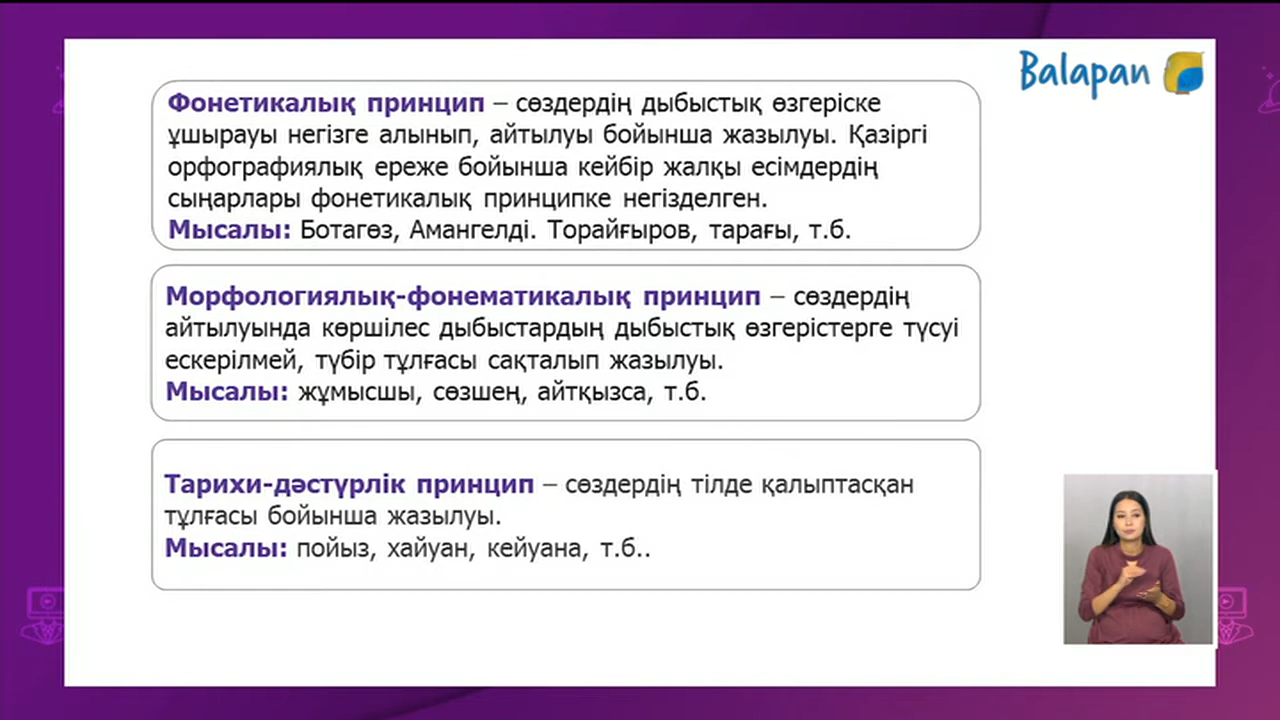 Balapan
Фонетикалық принцип – сөздердің дыбыстық өзгеріске
ұшырауы негізге алынып, айтылуы бойынша жазылуы. Қазіргі
орфографиялық ереже бойынша кейбір жалқы есімдердің
сыңарлары фонетикалық принципке негізделген.
Мысалы: Ботагөз, Амангелді. Торайғыров, тарағы, т.б.
Морфологиялық-фонематикалық принцип – сөздердің
айтылуында көршілес дыбыстардың дыбыстық өзгерістерге түсуі
ескерілмей, түбір тұлғасы сақталып жазылуы.
Мысалы: жұмысшы, сөзшең, айтқызса, т.б.
Тарихи-дәстүрлік принцип – сөздердің тілде қалыптасқан
тұлғасы бойынша жазылуы.
Мысалы: пойыз, хайуан, кейуана, т.б..